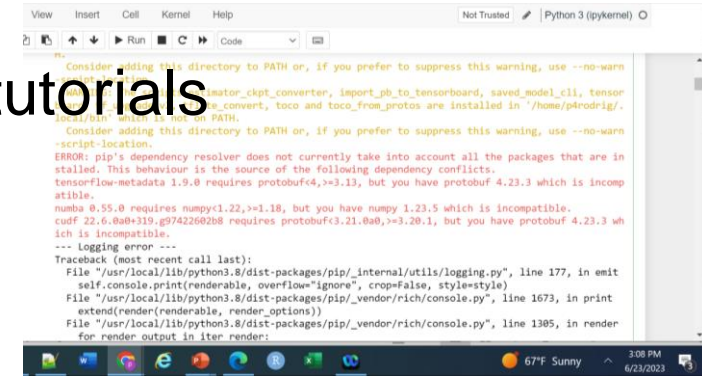 View Insert Cell Kernel Help Not Trusted Python 3 (ipykernel)
Run Code
Consider adding this directory to PATH or, if you prefer to suppress this warning, use --no-warn
-script-location.
tutorials
imator_ckpt_converter, import_pb_to_tensorboard, saved_model_cli, tensor
convert, toco and toco_from_protos are installed in '/home/p4rodrig/.
local/bin' which is not on PATH.
Consider adding this directory to PATH or, if you prefer to suppress this warning, use --no-warn
-script-location.
ERROR: pip's dependency resolver does not currently take into account all the packages that are in
stalled. This behaviour is the source of the following dependency conflicts.
tensorflow-metadata 1.9.0 requires protobuf<4,>=3.13, but you have protobuf 4.23.3 which is incomp
atible.
numba 0.55.0 requires numpy<1.22,>=1.18, but you have numpy 1.23.5 which is incompatible.
cudf 22.6.0a0+319.g97422602b8 requires protobuf<3.21.0a0,>=3.20.1, but you have protobuf 4.23.3 wh
ich is incompatible.
--- Logging error ---
Traceback (most recent call last):
File "/usr/local/lib/python3.8/dist-packages/pip/_internal/utils/logging.py", line 177, in emit
self.console.print(renderable, overflow="ignore", crop=False, style=style)
File "/usr/local/lib/python3.8/dist-packages/pip/_vendor/rich/console.py", line 1673, in print
extend(render(renderable, render_options))
File "/usr/local/lib/python3.8/dist-packages/pip/_vendor/rich/console.py", line 1305, in render
for render_output in iter_render:
67°F Sunny 3:08 PM
6/23/2023